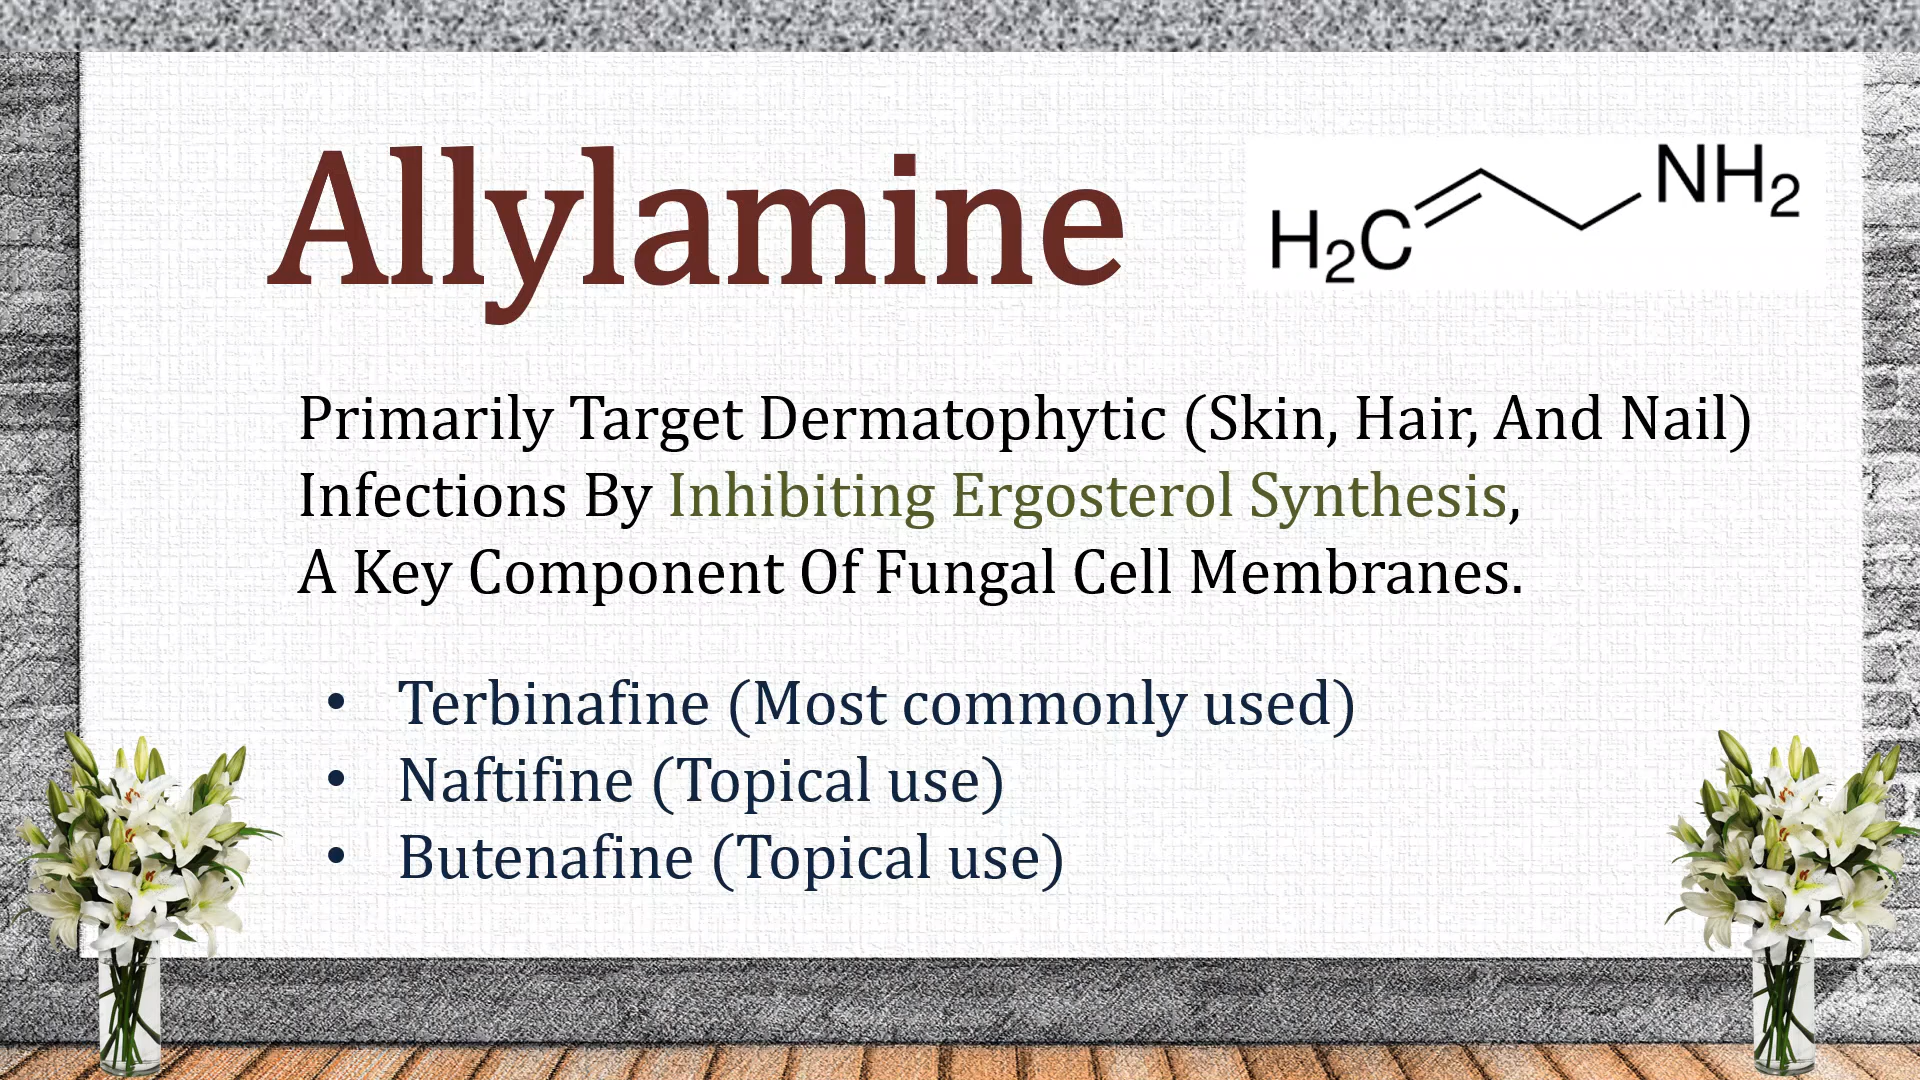 Allylamine
H₂C NH₂
Primarily Target Dermatophytic (Skin, Hair, And Nail)
Infections By Inhibiting Ergosterol Synthesis,
A Key Component Of Fungal Cell Membranes.
• Terbinafine (Most commonly used)
• Naftifine (Topical use)
• Butenafine (Topical use)